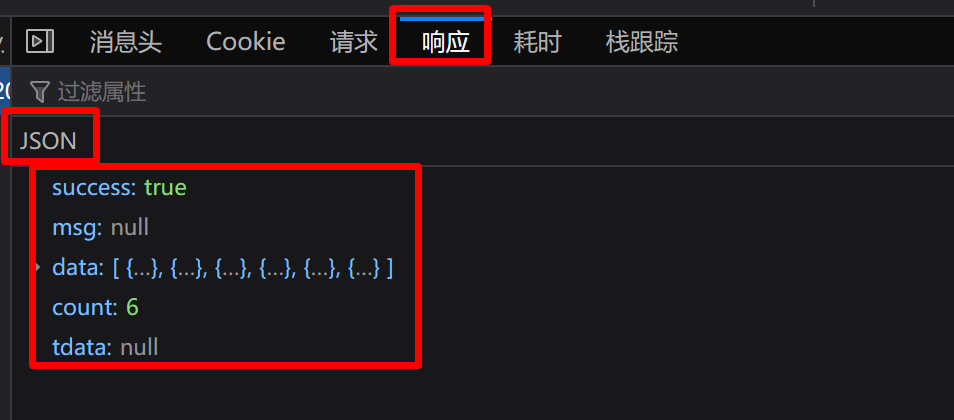 消息头 Cookie 请求 响应 耗时 栈跟踪
过滤属性
JSON
success: true
msg: null
data: [ {…}, {…}, {…}, {…}, {…}, {…} ]
count: 6
tdata: null